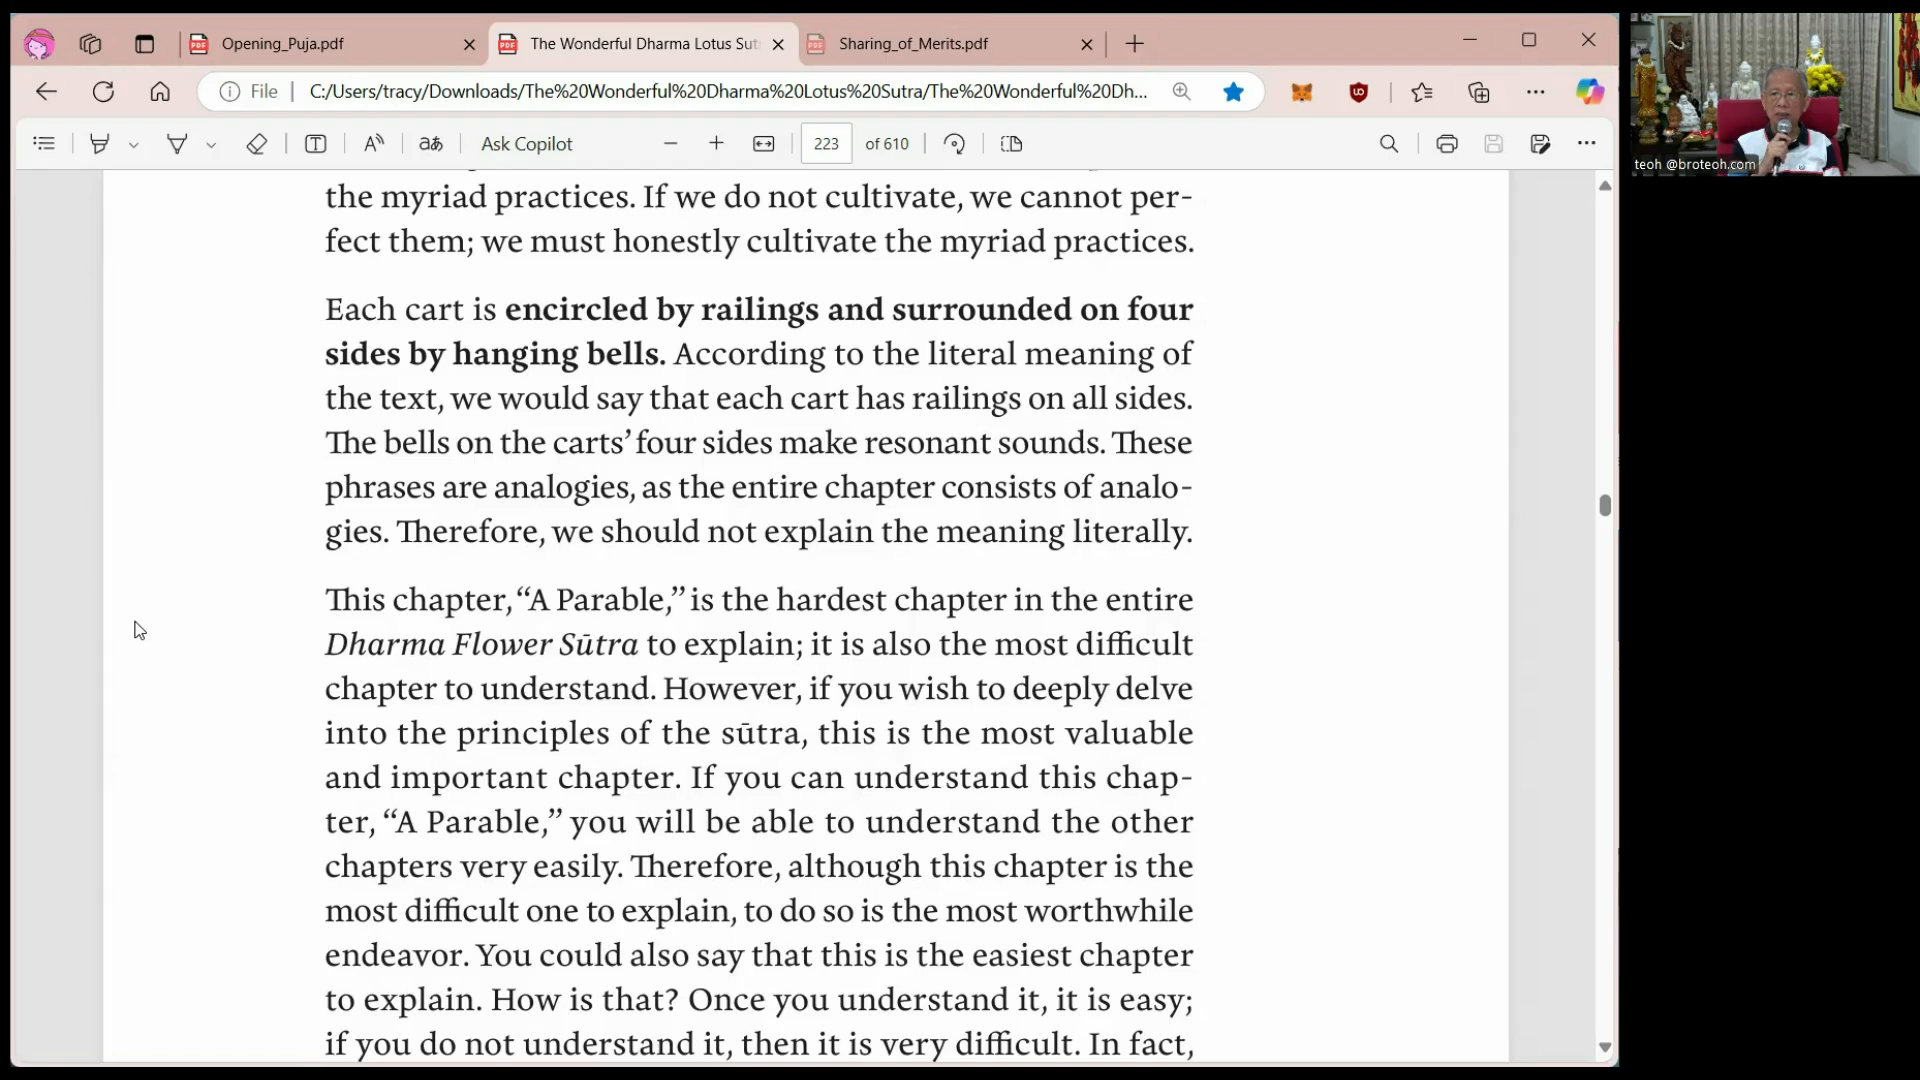 Opening_Puja.pdf
The Wonderful Dharma Lotus Sut
Sharing_of_Merits.pdf
File
C:/Users/tracy/Downloads/The%20Wonderful%20Dharma%20Lotus%20Sutra/The%20Wonderful%20Dh...
Ask Copilot
223 of 610
teoh @broteoh.com
the myriad practices. If we do not cultivate, we cannot per-
fect them; we must honestly cultivate the myriad practices.
Each cart is encircled by railings and surrounded on four
sides by hanging bells. According to the literal meaning of
the text, we would say that each cart has railings on all sides.
The bells on the carts’ four sides make resonant sounds. These
phrases are analogies, as the entire chapter consists of analo-
gies. Therefore, we should not explain the meaning literally.
This chapter, “A Parable,” is the hardest chapter in the entire
Dharma Flower Sūtra to explain; it is also the most difficult
chapter to understand. However, if you wish to deeply delve
into the principles of the sūtra, this is the most valuable
and important chapter. If you can understand this chap-
ter, “A Parable,” you will be able to understand the other
chapters very easily. Therefore, although this chapter is the
most difficult one to explain, to do so is the most worthwhile
endeavor. You could also say that this is the easiest chapter
to explain. How is that? Once you understand it, it is easy;
if you do not understand it, then it is very difficult. In fact,